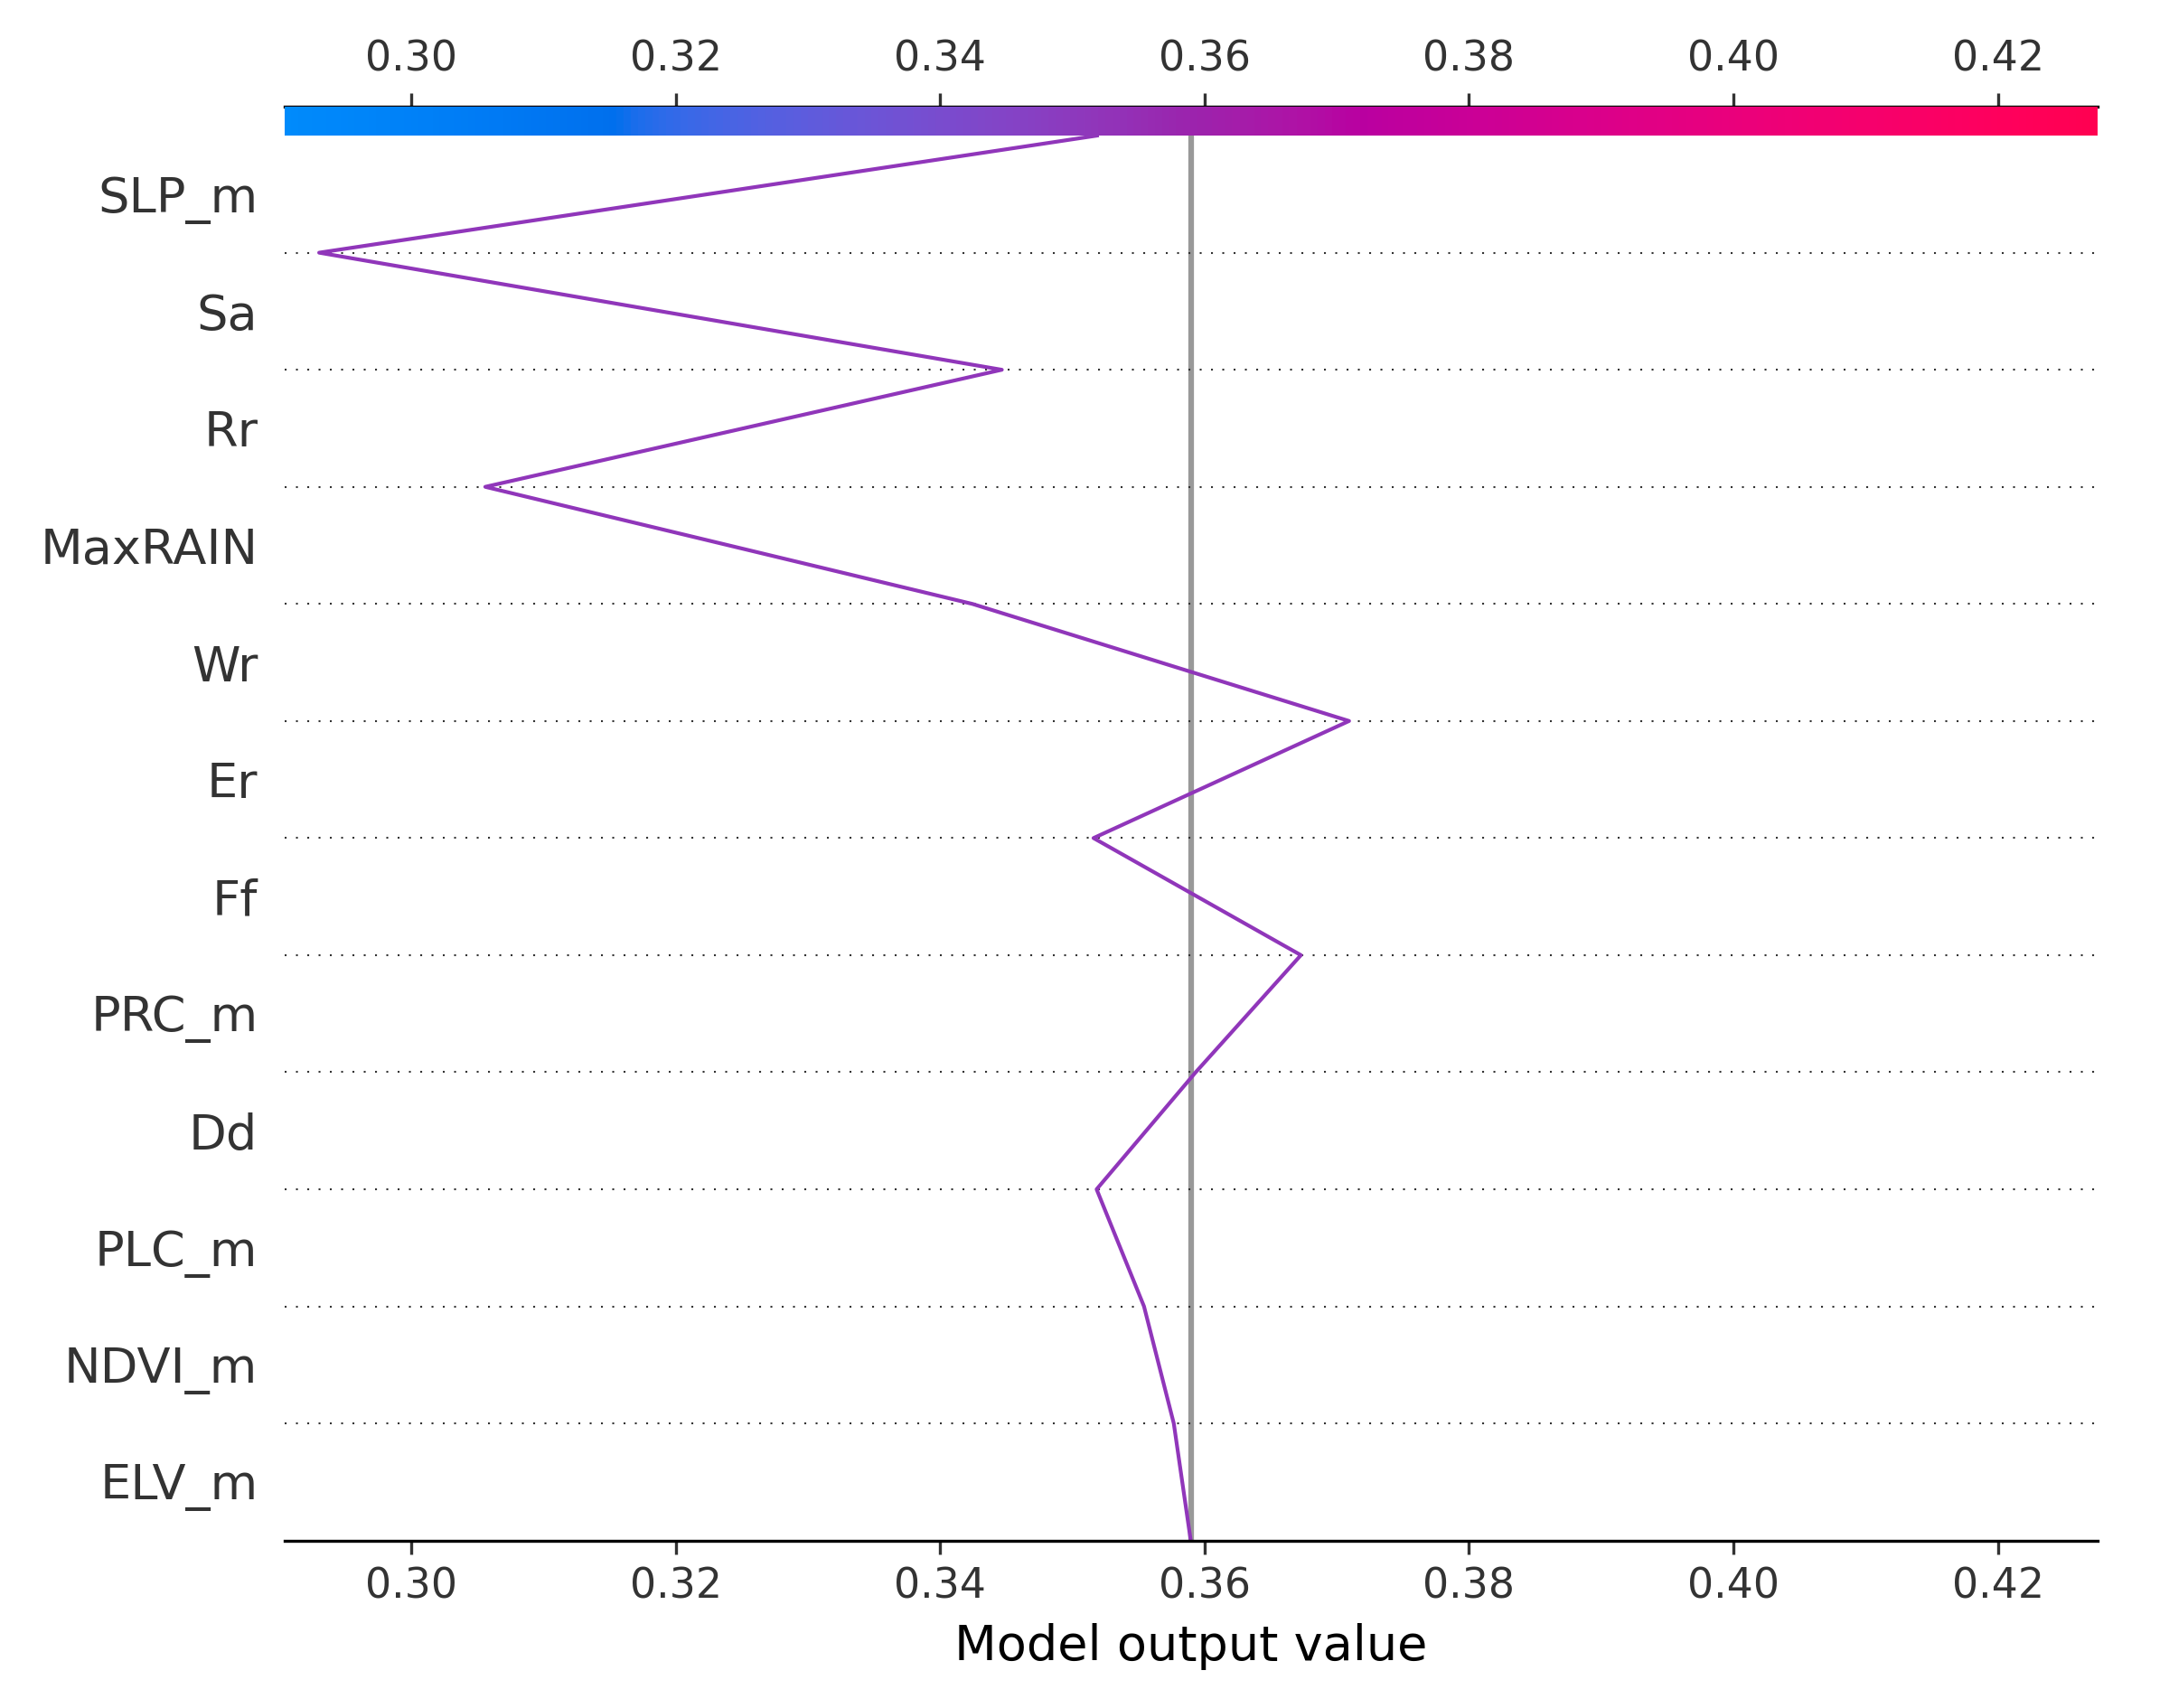 0.30 0.32 0.34 0.36 0.38 0.40 0.42
SLP_m
Sa
Rr
MaxRAIN
Wr
Er
Ff
PRC_m
Dd
PLC_m
NDVI_m
ELV_m
0.30 0.32 0.34 0.36 0.38 0.40 0.42
Model output value